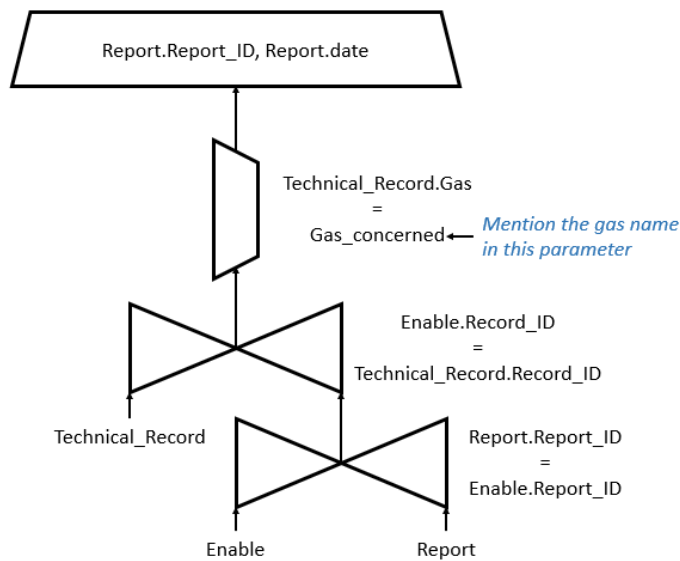 Report.Report_ID, Report.date
Technical_Record.Gas
=
Gas_concerned
Mention the gas name
in this parameter
Enable.Record_ID
=
Technical_Record.Record_ID
Technical_Record
Report.Report_ID
=
Enable.Report_ID
Enable
Report